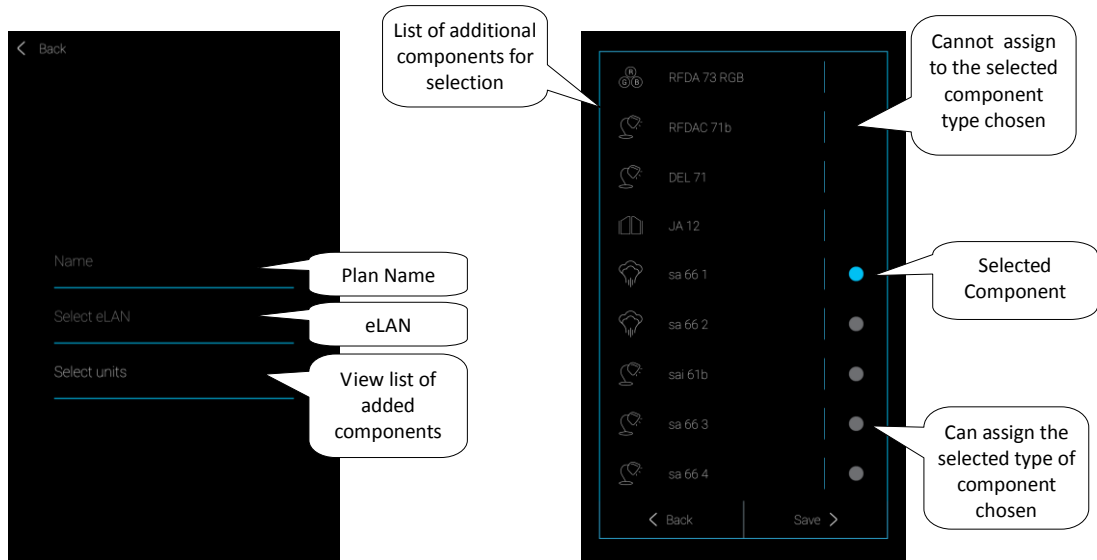 Back
Name
Select eLAN
Select units
Plan Name
eLAN
View list of
added
components
List of additional
components for
selection
R
G B
RFDA 73 RGB
RFDAC 71b
DEL 71
JA 12
sa 66 1
sa 66 2
sai 61b
sa 66 3
sa 66 4
Back
Save
Cannot assign
to the selected
component
type chosen
Selected
Component
Can assign the
selected type of
component
chosen